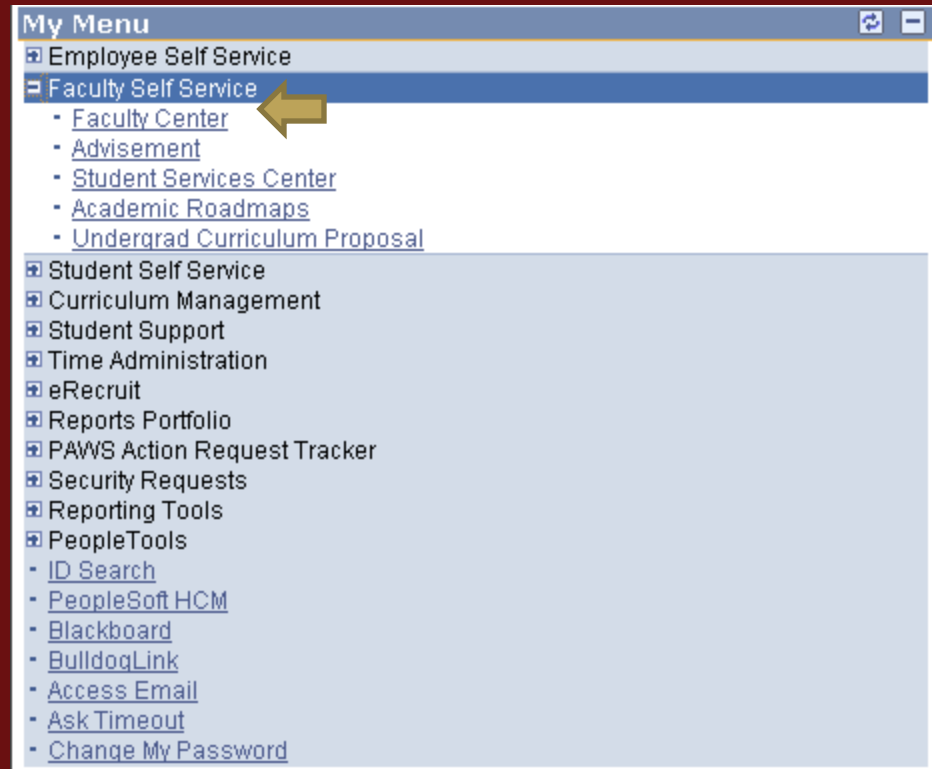 My Menu
Employee Self Service
Faculty Self Service
Faculty Center
Advisement
Student Services Center
Academic Roadmaps
Undergrad Curriculum Proposal
Student Self Service
Curriculum Management
Student Support
Time Administration
eRecruit
Reports Portfolio
PAWS Action Request Tracker
Security Requests
Reporting Tools
PeopleTools
ID Search
PeopleSoft HCM
Blackboard
BulldogLink
Access Email
Ask Timeout
Change My Password